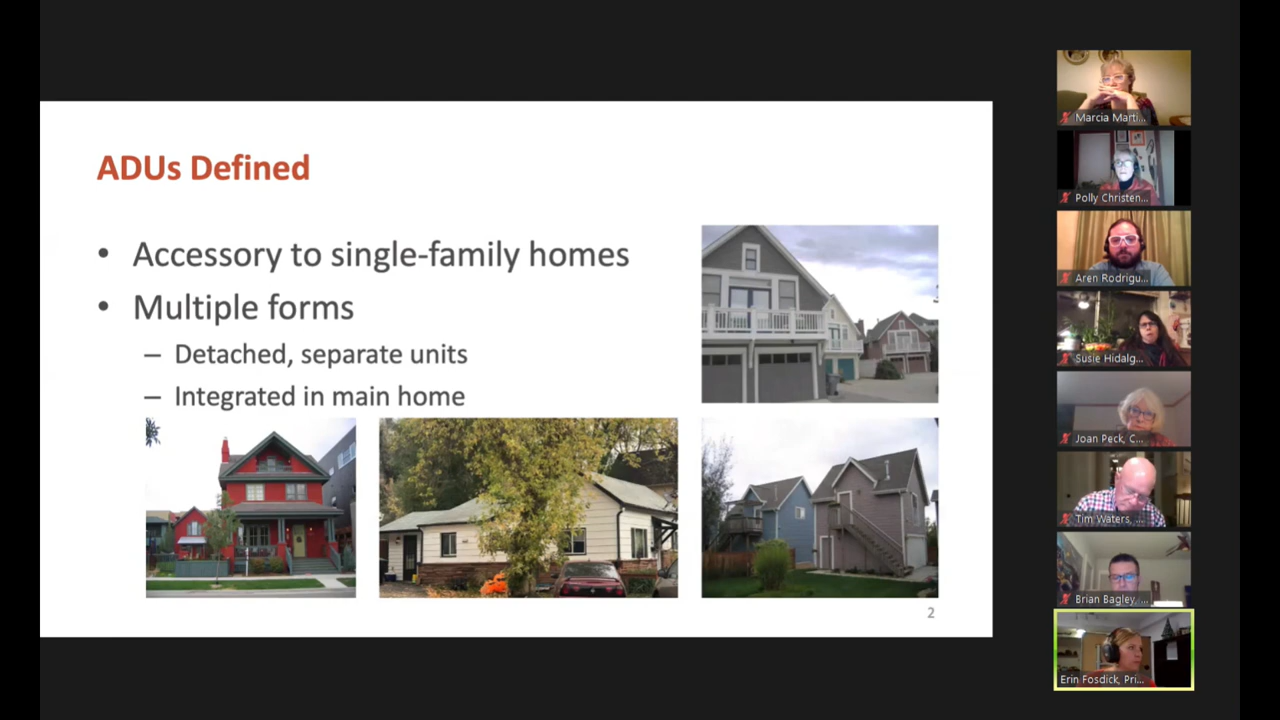 ADUs Defined
• Accessory to single-family homes
• Multiple forms
– Detached, separate units
– Integrated in main home
2
Marcia Marti...
Polly Christen...
Aren Rodrigu...
Susie Hidalg...
Joan Peck, C...
Tim Waters, ...
Brian Bagley, ...
Erin Fosdick, Pri...